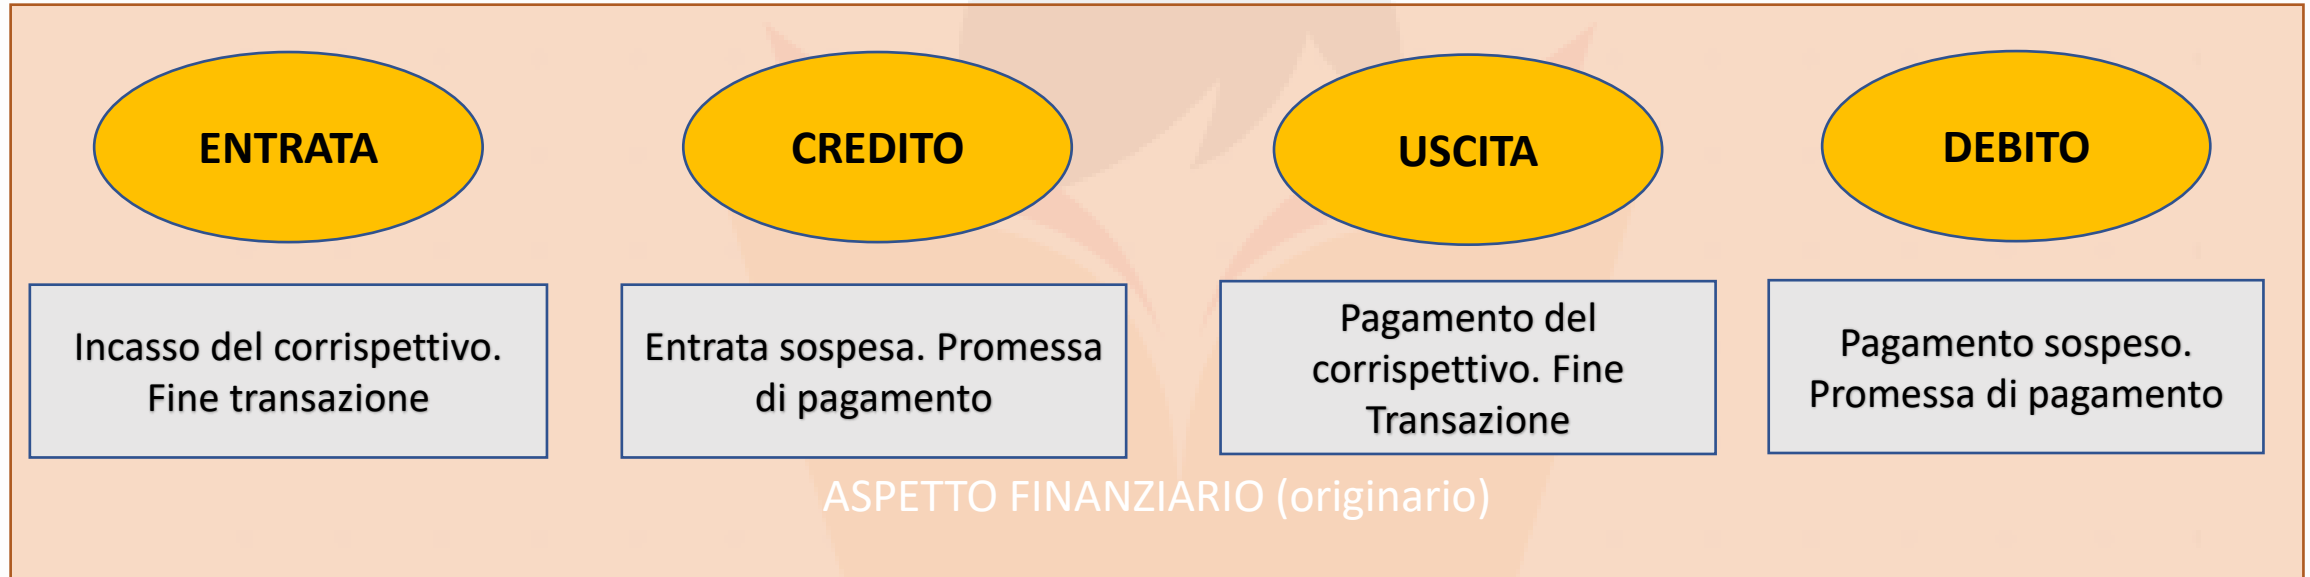 ENTRATA
CREDITO
USCITA
DEBITO
Incasso del corrispettivo.
Fine transazione
Entrata sospesa. Promessa
di pagamento
Pagamento del
corrispettivo. Fine
Transazione
Pagamento sospeso.
Promessa di pagamento
ASPETTO FINANZIARIO (originario)